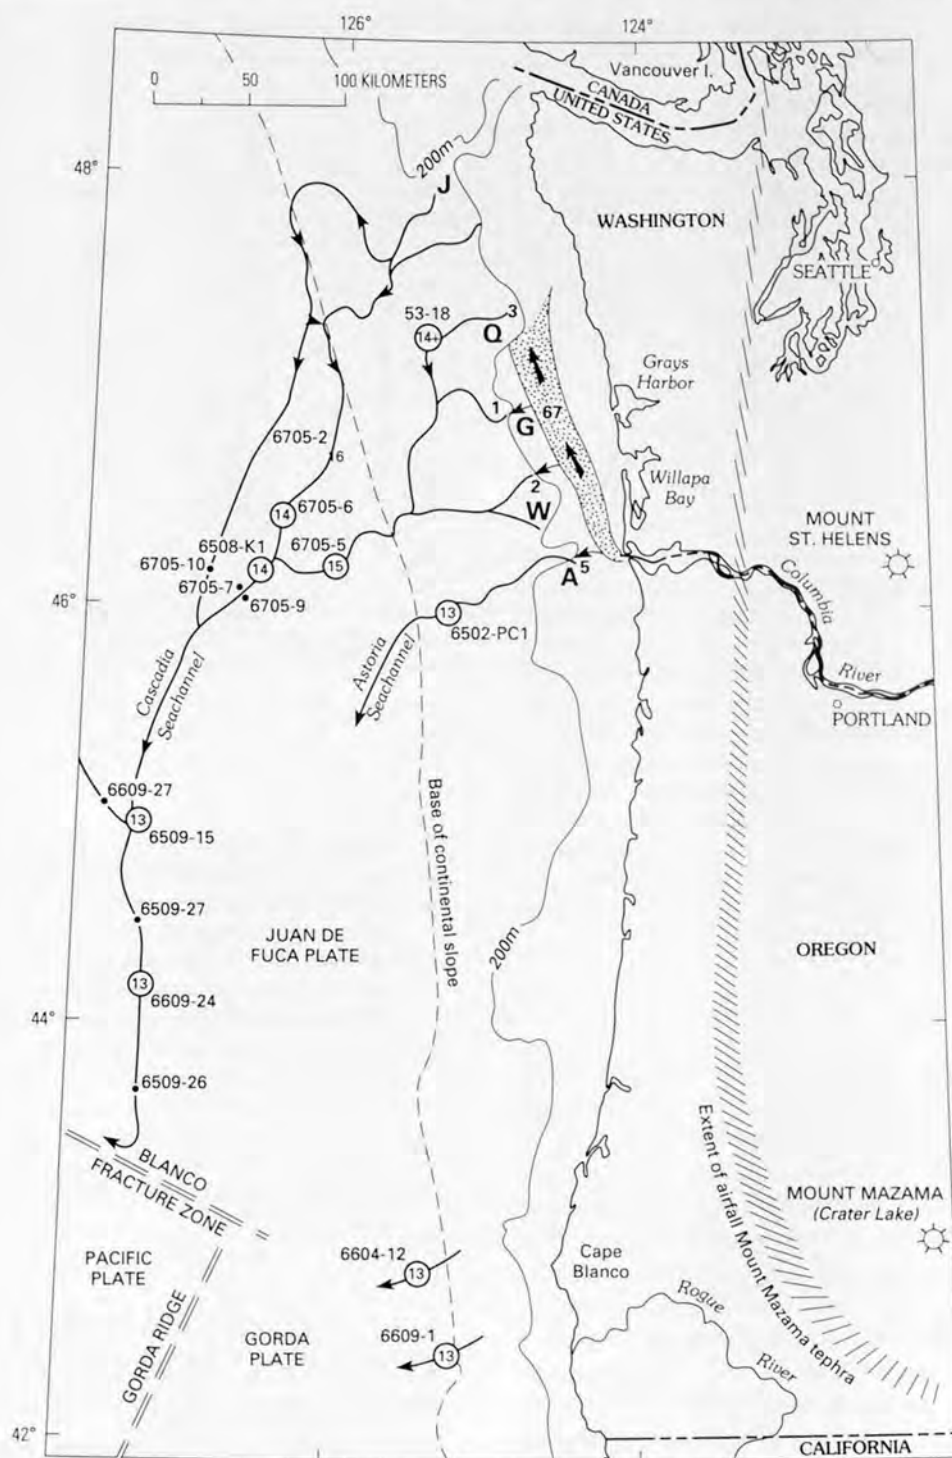 126°
124°
0 50 100 KILOMETERS
Vancouver I.
CANADA
UNITED STATES
200m
48°
J
WASHINGTON
SEATTLE
53-18
14+
3
Q
Grays
Harbor
1
G
67
6705-2
16
2
W
Willapa
Bay
14
6705-6
MOUNT
ST. HELENS
6508-K1
6705-5
6705-10
14
15
6705-7
6705-9
A
5
Columbia
River
46°
13
6502-PC1
Cascadia
Seachannel
Astoria
Seachannel
PORTLAND
6609-27
13
6509-15
Base of continental slope
6509-27
200m
JUAN DE
FUCA PLATE
OREGON
13
6609-24
44°
6509-26
BLANCO
FRACTURE ZONE
Extent of airfall Mount Mazama tephra
MOUNT MAZAMA
(Crater Lake)
PACIFIC
PLATE
6604-12
13
Cape
Blanco
GORDA RIDGE
GORDA
PLATE
6609-1
13
Rogue
River
42°
CALIFORNIA